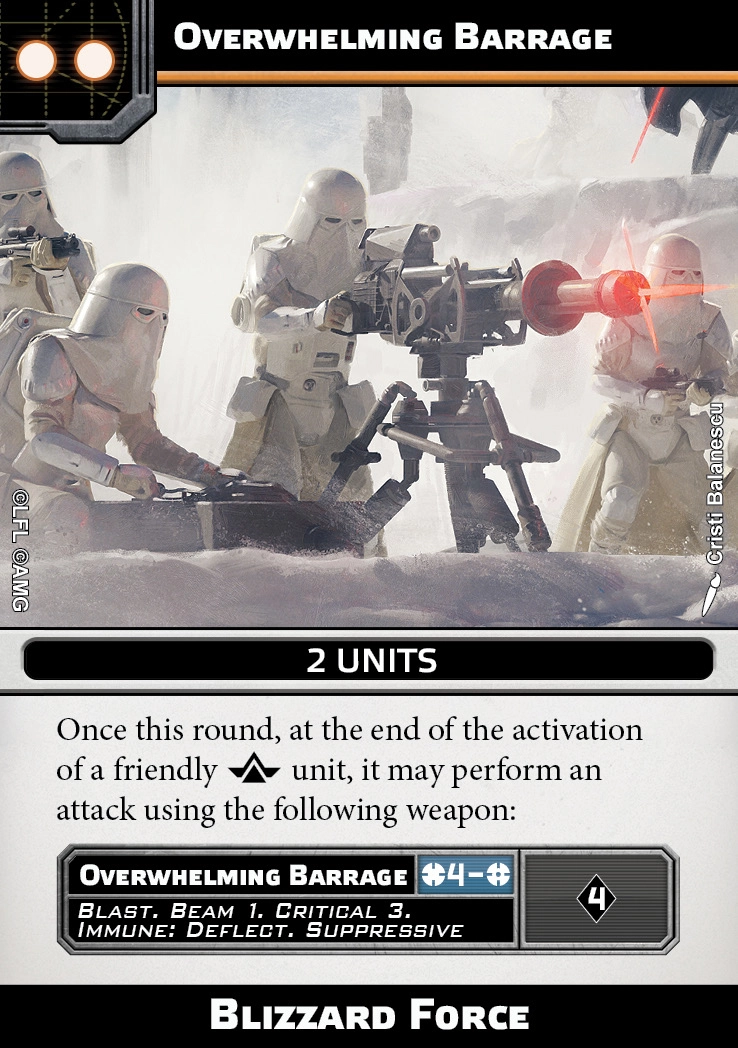 Overwhelming Barrage
©LFL ©AMG
Cristi Balanescu
2 UNITS
Once this round, at the end of the activation
of a friendly unit, it may perform an
attack using the following weapon:
Overwhelming Barrage 4-
4
Blast. Beam 1. Critical 3.
Immune: Deflect. Suppressive
Blizzard Force